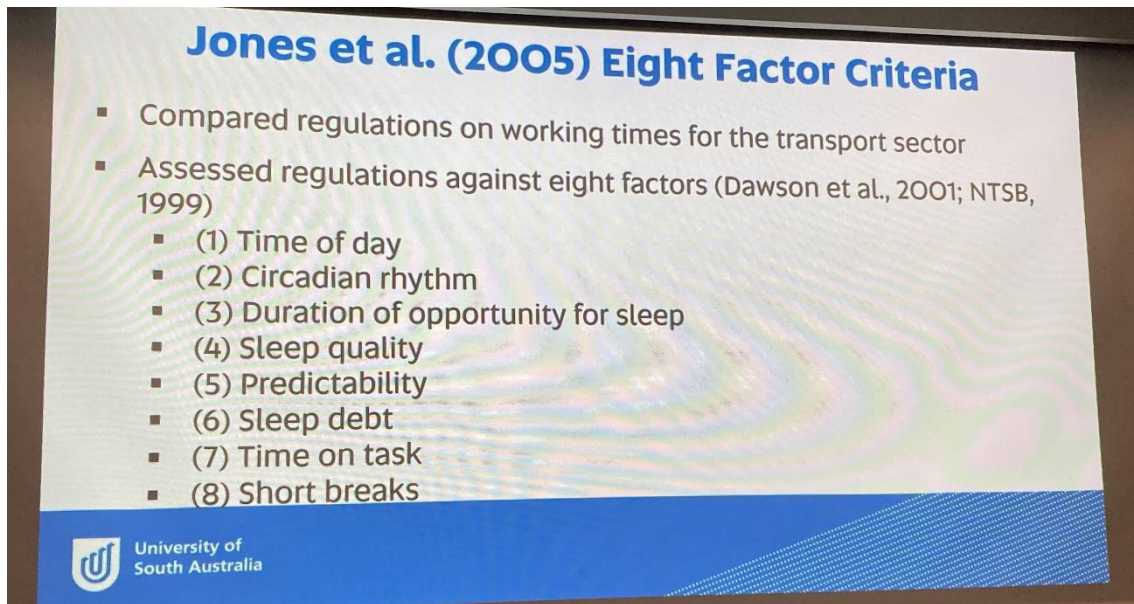 Jones et al. (2005) Eight Factor Criteria
▪ Compared regulations on working times for the transport sector
▪ Assessed regulations against eight factors (Dawson et al., 2001; NTSB,
1999)
▪ (1) Time of day
▪ (2) Circadian rhythm
▪ (3) Duration of opportunity for sleep
▪ (4) Sleep quality
▪ (5) Predictability
▪ (6) Sleep debt
▪ (7) Time on task
▪ (8) Short breaks
University of
South Australia